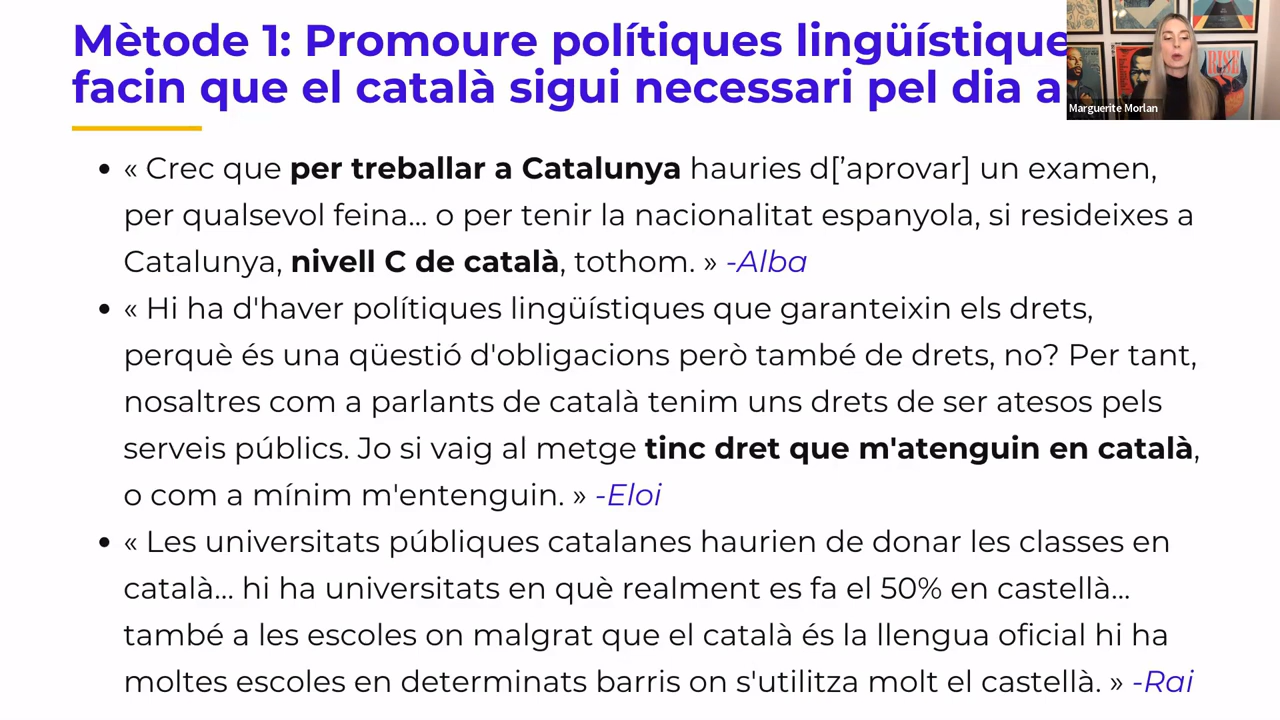 Mètode 1: Promoure polítiques lingüístique
facin que el català sigui necessari pel dia a
Marguerite Morlan
RISE
• « Crec que per treballar a Catalunya hauries d[’aprovar] un examen,
per qualsevol feina... o per tenir la nacionalitat espanyola, si resideixes a
Catalunya, nivell C de català, tothom. » -Alba
• « Hi ha d'haver polítiques lingüístiques que garanteixin els drets,
perquè és una qüestió d'obligacions però també de drets, no? Per tant,
nosaltres com a parlants de català tenim uns drets de ser atesos pels
serveis públics. Jo si vaig al metge tinc dret que m'atenguin en català,
o com a mínim m'entenguin. » -Eloi
• « Les universitats públiques catalanes haurien de donar les classes en
català... hi ha universitats en què realment es fa el 50% en castellà...
també a les escoles on malgrat que el català és la llengua oficial hi ha
moltes escoles en determinats barris on s'utilitza molt el castellà. » -Rai